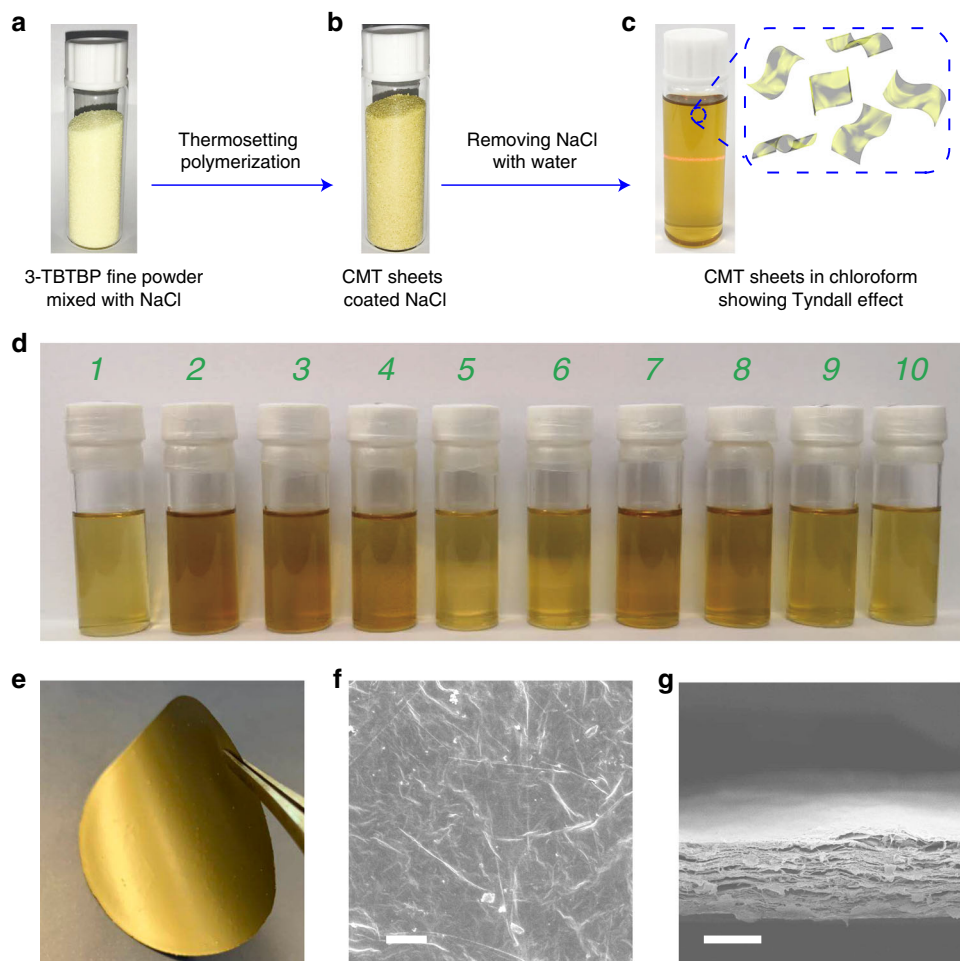 a
b
c
Thermosetting
polymerization
Removing NaCl
with water
3-TBTBP fine powder
mixed with NaCl
CMT sheets
coated NaCl
CMT sheets in chloroform
showing Tyndall effect
d
1 2 3 4 5 6 7 8 9 10
e
f
g